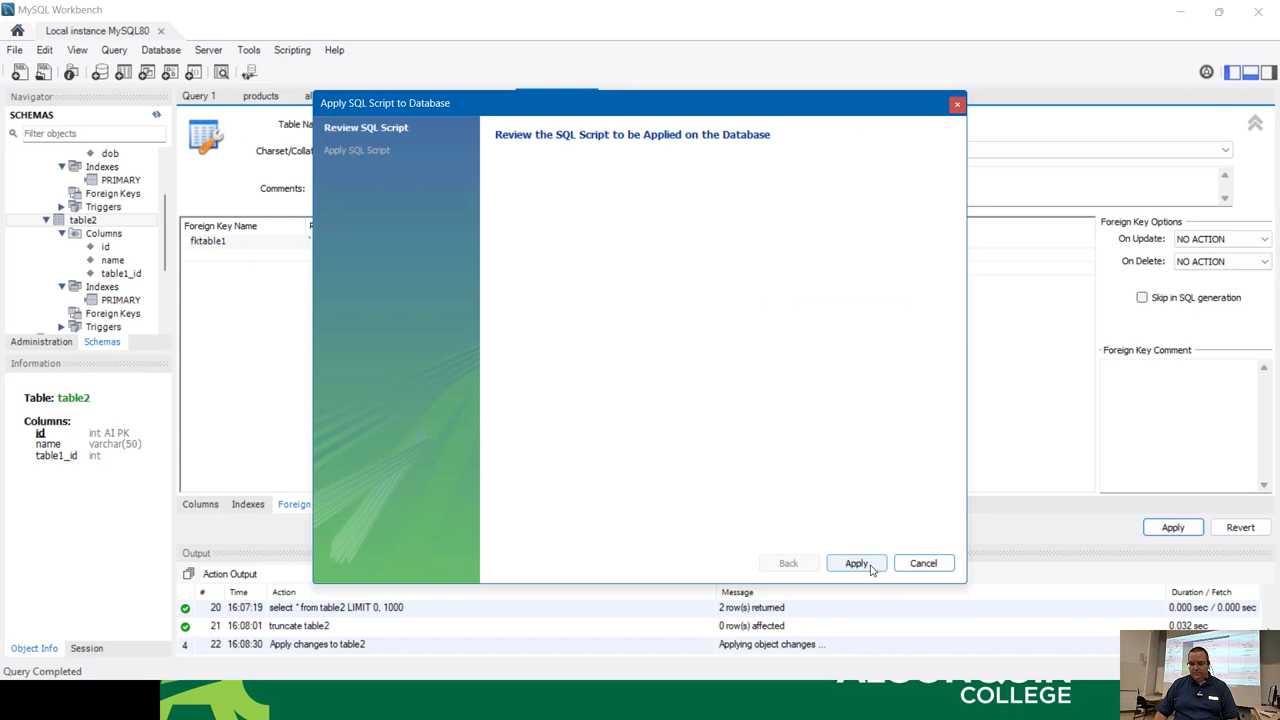 MySQL Workbench
Local instance MySQL80
File Edit View Query Database Server Tools Scripting Help
Navigator
SCHEMAS
Filter objects
dob
Indexes
PRIMARY
Foreign Keys
Triggers
table2
Columns
id
name
table1_id
Indexes
PRIMARY
Foreign Keys
Triggers
Administration Schemas
Information
Table: table2
Columns:
id int AI PK
name varchar(50)
table1_id int
Object Info Session
Query Completed
Query 1 products
Table Na
Charset/Collat
Comments:
Foreign Key Name
fktable1
Columns Indexes Foreign
Apply SQL Script to Database
Review SQL Script
Apply SQL Script
Review the SQL Script to be Applied on the Database
Back Apply Cancel
Foreign Key Options
On Update: NO ACTION
On Delete: NO ACTION
Skip in SQL generation
Foreign Key Comment
Apply Revert
Output
Action Output
# Time Action Message Duration / Fetch
20 16:07:19 select * from table2 LIMIT 0, 1000 2 row(s) returned 0.000 sec / 0.000 sec
21 16:08:01 truncate table2 0 row(s) affected 0.032 sec
4 22 16:08:30 Apply changes to table2 Applying object changes ...
ALGONQUIN
COLLEGE